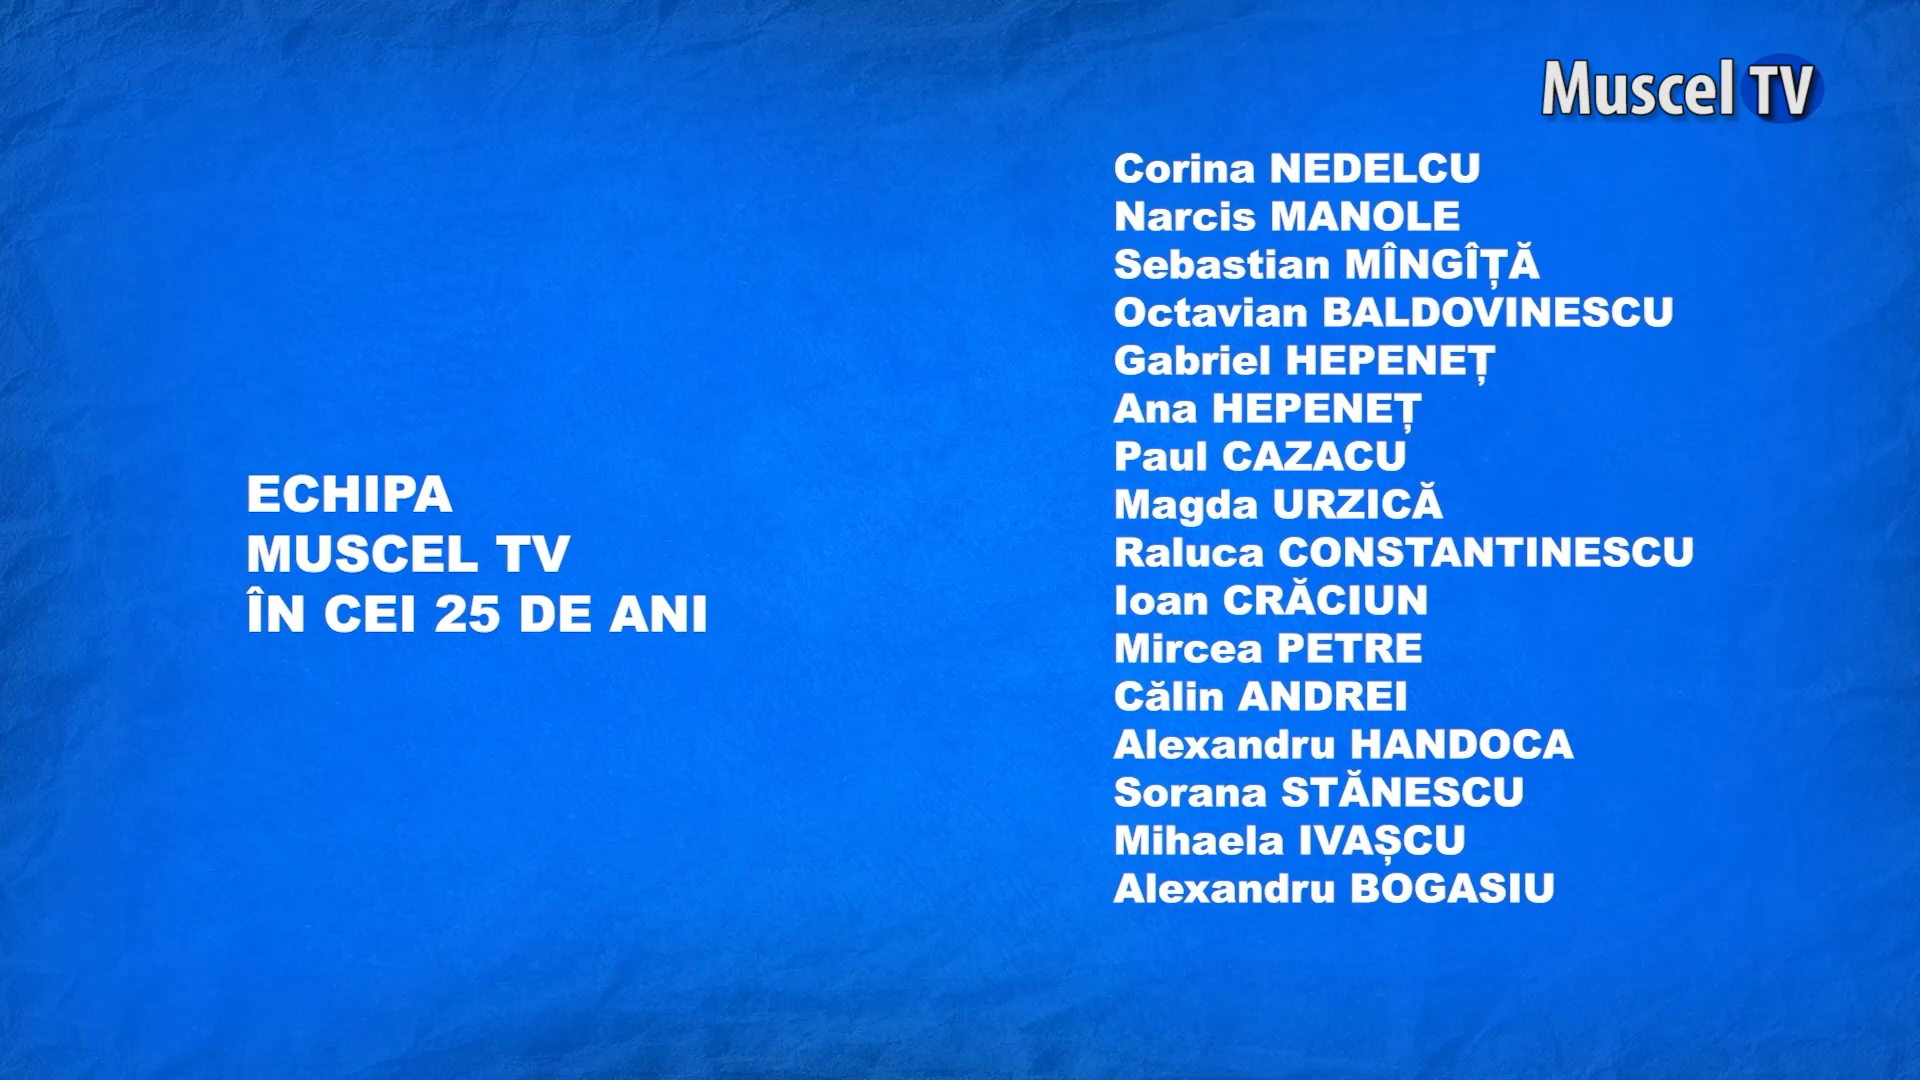 Muscel TV
ECHIPA
MUSCEL TV
ÎN CEI 25 DE ANI
Corina NEDELCU
Narcis MANOLE
Sebastian MÎNGÎȚĂ
Octavian BALDOVINESCU
Gabriel HEPENEȚ
Ana HEPENEȚ
Paul CAZACU
Magda URZICĂ
Raluca CONSTANTINESCU
Ioan CRĂCIUN
Mircea PETRE
Călin ANDREI
Alexandru HANDOCA
Sorana STĂNESCU
Mihaela IVAȘCU
Alexandru BOGASIU